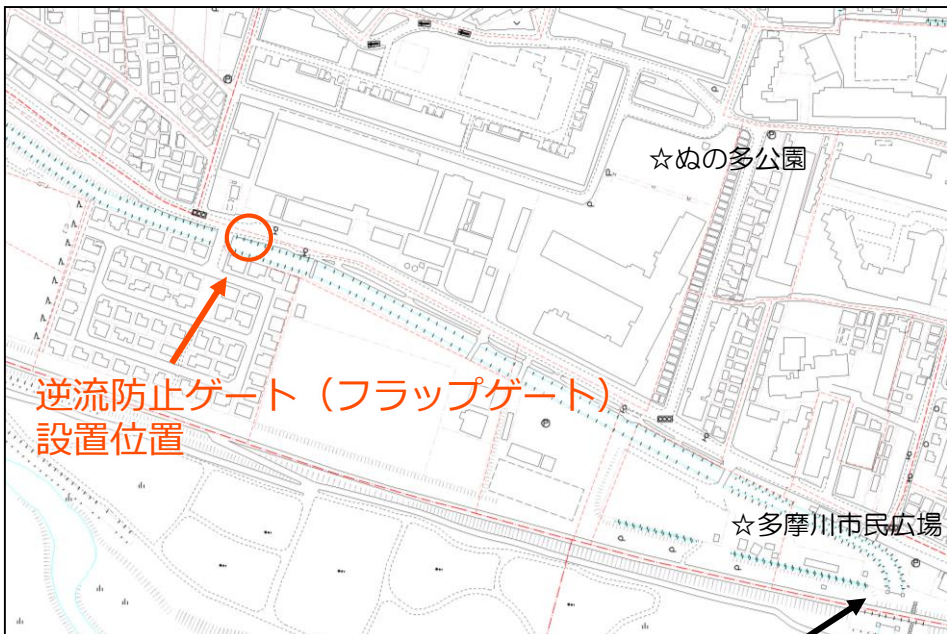 ☆ぬの多公園
逆流防止ゲート（フラップゲート）
設置位置
☆多摩川市民広場